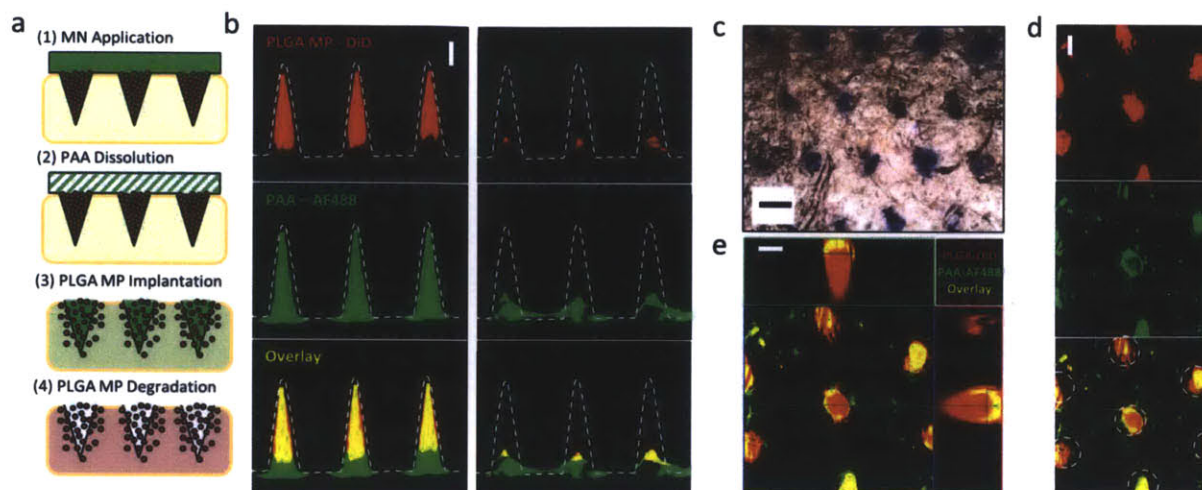 a
(1) MN Application
(2) PAA Dissolution
(3) PLGA MP Implantation
(4) PLGA MP Degradation
b
PLGA MP - DiD
PAA - AF488
Overlay
c
d
e
PLGA-DiD
PAA-AF488
Overlay